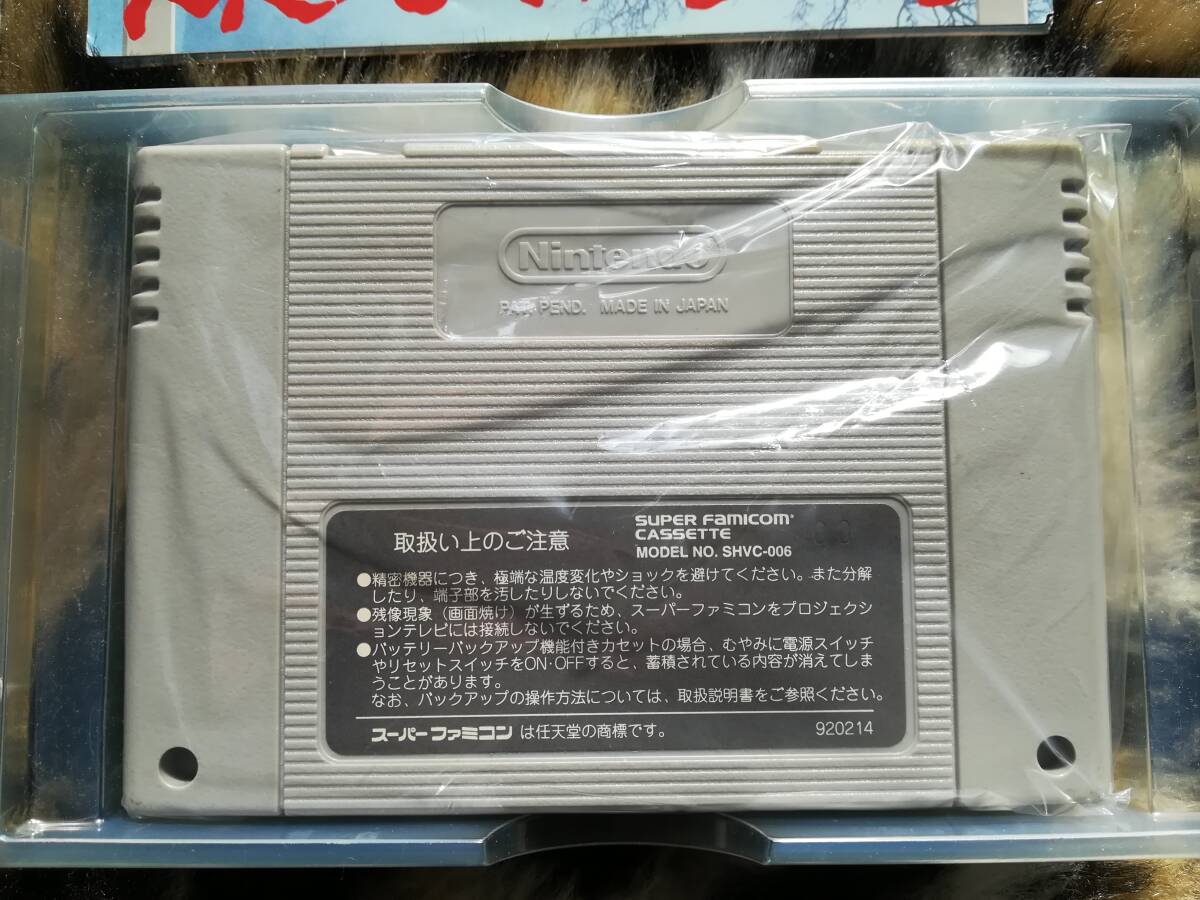 Nintendo
PAT. PEND. MADE IN JAPAN
取扱い上のご注意
SUPER FAMICOM
CASSETTE
MODEL NO. SHVC-006
●精密機器につき、極端な温度変化やショックを避けてください。また分解
したり、端子部を汚したりしないでください。
●残像現象（画面焼け）が生ずるため、スーパーファミコンをプロジェクシ
ョンテレビには接続しないでください。
●バッテリーバックアップ機能付きカセットの場合、むやみに電源スイッチ
やリセットスイッチをON·OFFすると、蓄積されている内容が消えてしま
うことがあります。
なお、バックアップの操作方法については、取扱説明書をご参照ください。
スーパーファミコン は任天堂の商標です。
920214